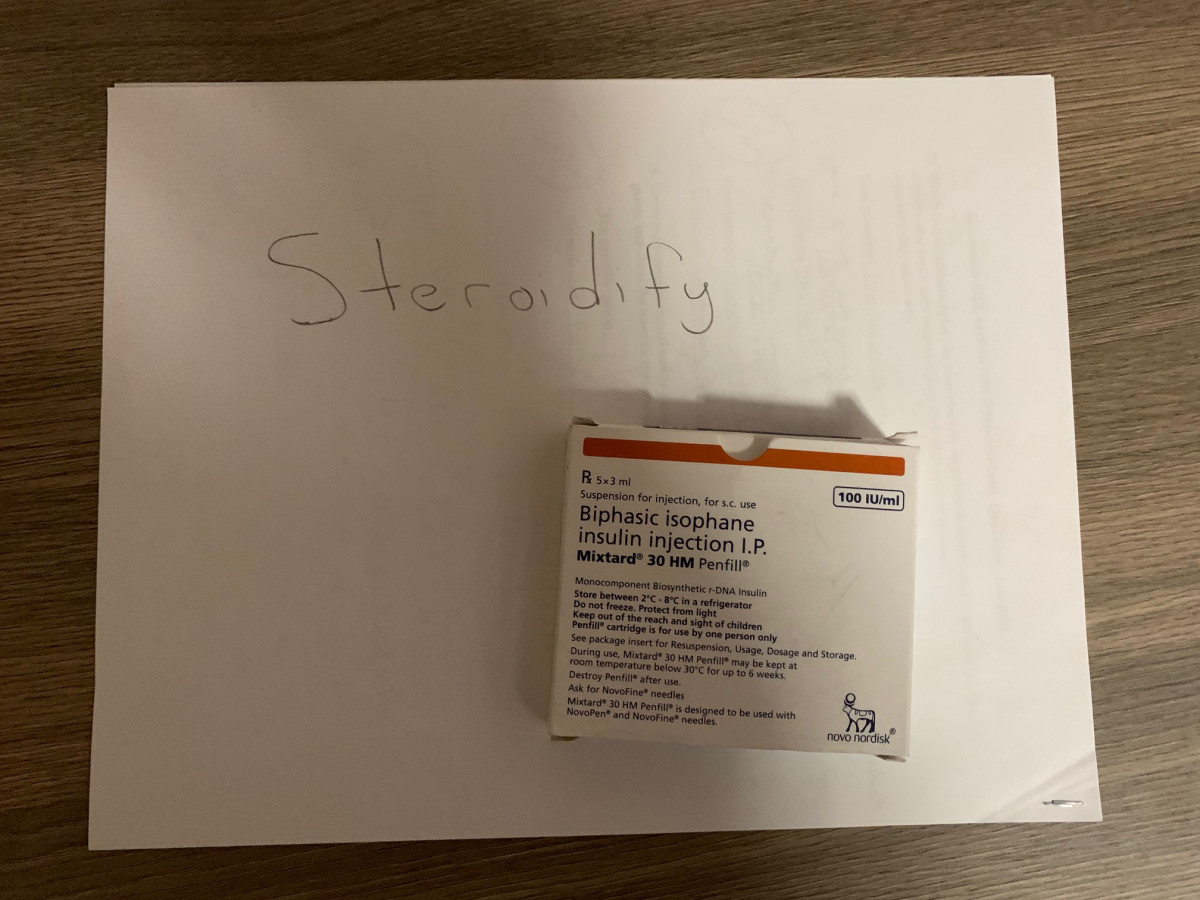 Steroidify
Rx 5×3 ml
100 IU/ml
Suspension for injection, for s.c. use
Biphasic isophane
insulin injection I.P.
Mixtard® 30 HM Penfill®
Monocomponent Biosynthetic r-DNA Insulin
Store between 2°C - 8°C in a refrigerator
Do not freeze. Protect from light
Keep out of the reach and sight of children
Penfill® cartridge is for use by one person only
See package insert for Resuspension, Usage, Dosage and Storage.
During use, Mixtard® 30 HM Penfill® may be kept at
room temperature below 30°C for up to 6 weeks.
Destroy Penfill® after use.
Ask for NovoFine® needles
Mixtard® 30 HM Penfill® is designed to be used with
NovoPen® and NovoFine® needles.
novo nordisk®